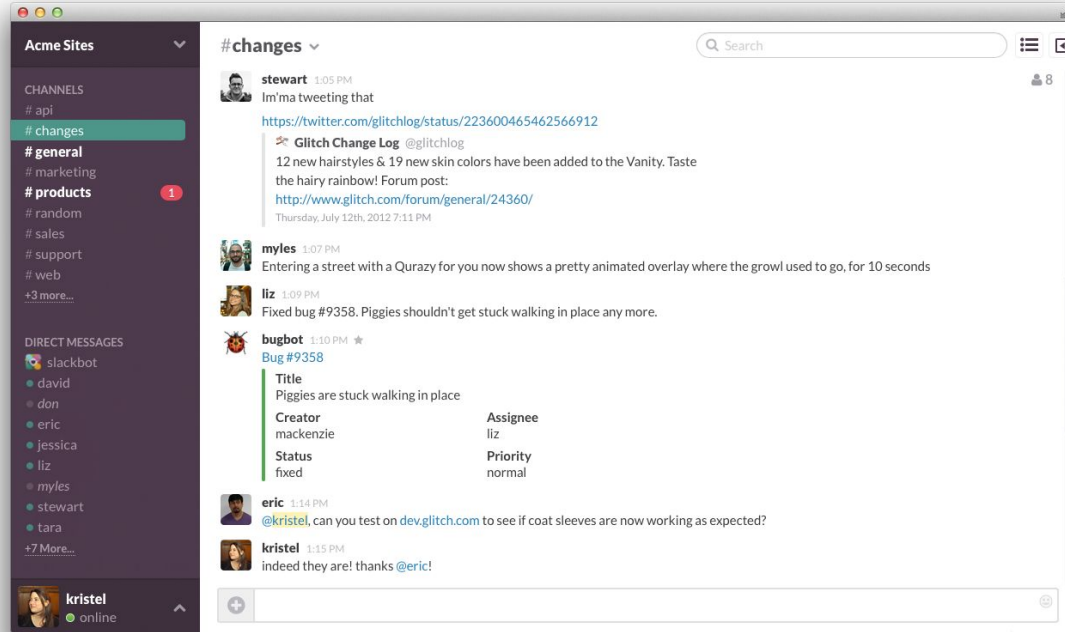 Acme Sites
CHANNELS
# api
# changes
# general
# marketing
# products 1
# random
# sales
# support
# web
+3 more...
DIRECT MESSAGES
slackbot
david
don
eric
jessica
liz
myles
stewart
tara
+7 More...
kristel
online
#changes
Search
8
stewart 1:05 PM
Im'ma tweeting that
https://twitter.com/glitchlog/status/223600465462566912
Glitch Change Log @glitchlog
12 new hairstyles & 19 new skin colors have been added to the Vanity. Taste
the hairy rainbow! Forum post:
http://www.glitch.com/forum/general/24360/
Thursday, July 12th, 2012 7:11 PM
myles 1:07 PM
Entering a street with a Qurazy for you now shows a pretty animated overlay where the growl used to go, for 10 seconds
liz 1:09 PM
Fixed bug #9358. Piggies shouldn't get stuck walking in place any more.
bugbot 1:10 PM
Bug #9358
Title
Piggies are stuck walking in place
Creator Assignee
mackenzie liz
Status Priority
fixed normal
eric 1:14 PM
@kristel, can you test on dev.glitch.com to see if coat sleeves are now working as expected?
kristel 1:15 PM
indeed they are! thanks @eric!